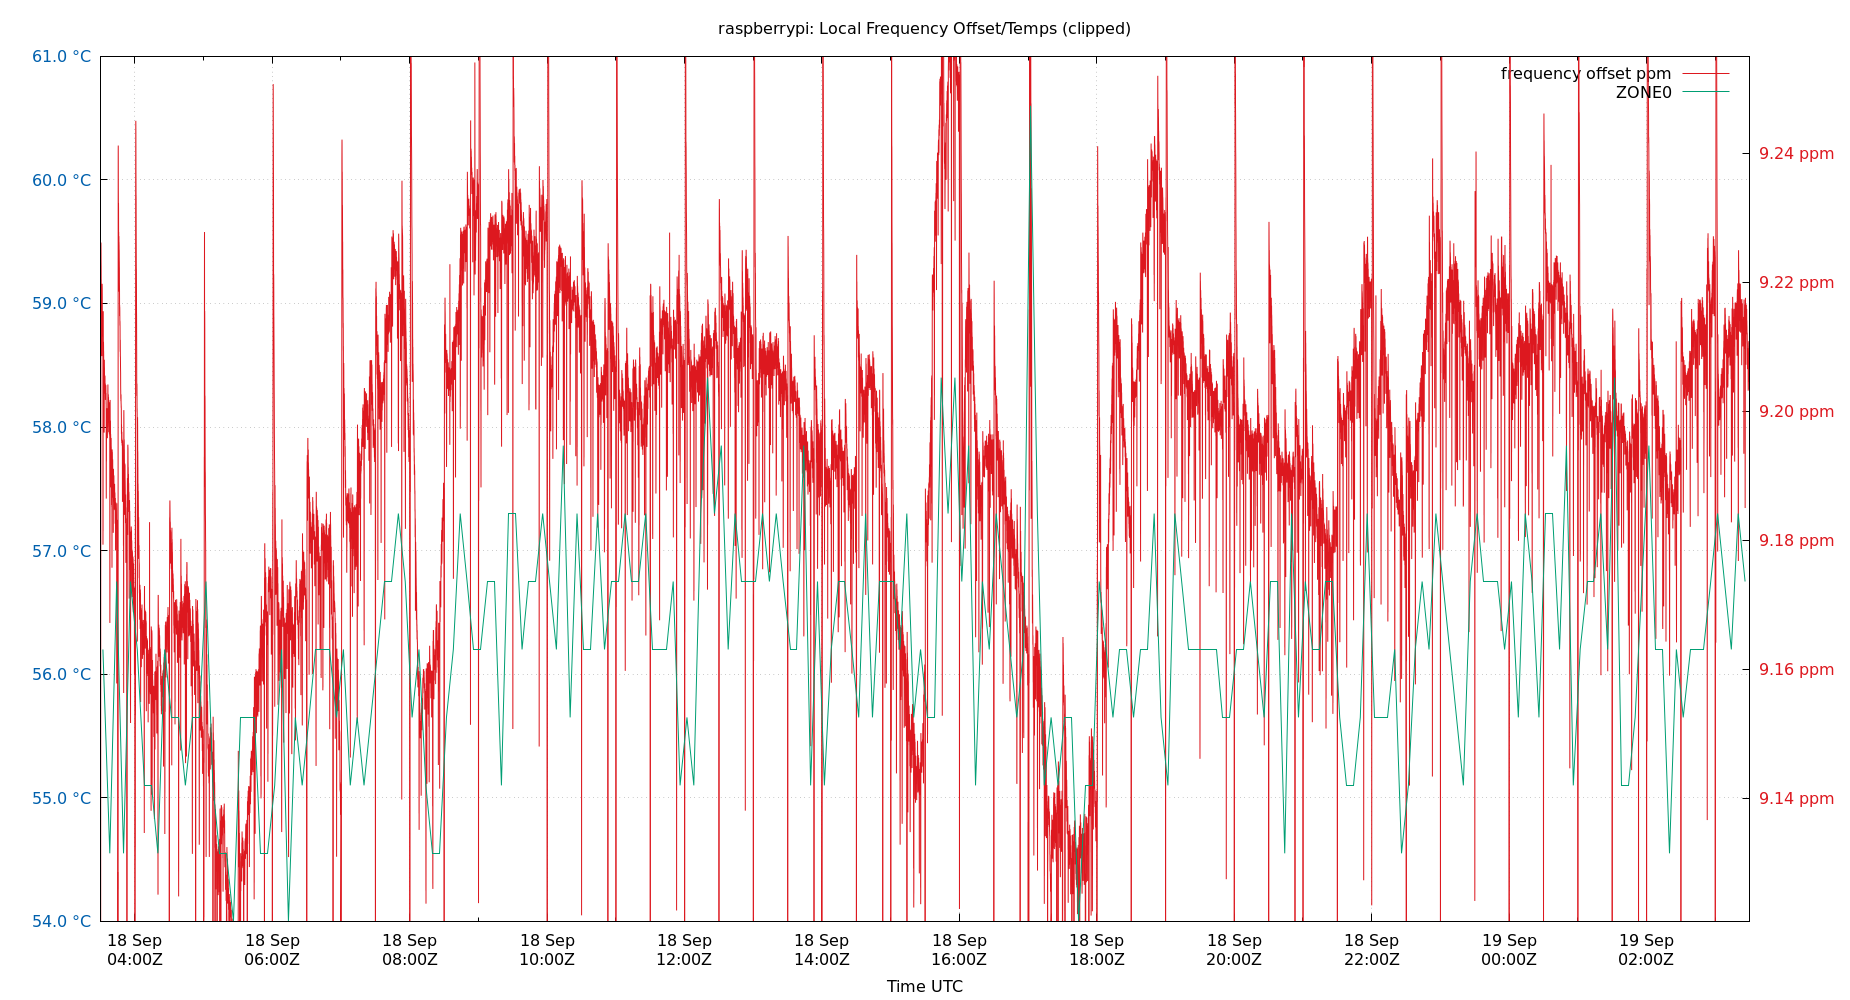 raspberrypi: Local Frequency Offset/Temps (clipped)
61.0 °C
60.0 °C
59.0 °C
58.0 °C
57.0 °C
56.0 °C
55.0 °C
54.0 °C
frequency offset ppm
ZONE0
9.24 ppm
9.22 ppm
9.20 ppm
9.18 ppm
9.16 ppm
9.14 ppm
18 Sep 18 Sep 18 Sep 18 Sep 18 Sep 18 Sep 18 Sep 18 Sep 18 Sep 18 Sep 19 Sep 19 Sep
04:00Z 06:00Z 08:00Z 10:00Z 12:00Z 14:00Z 16:00Z 18:00Z 20:00Z 22:00Z 00:00Z 02:00Z
Time UTC